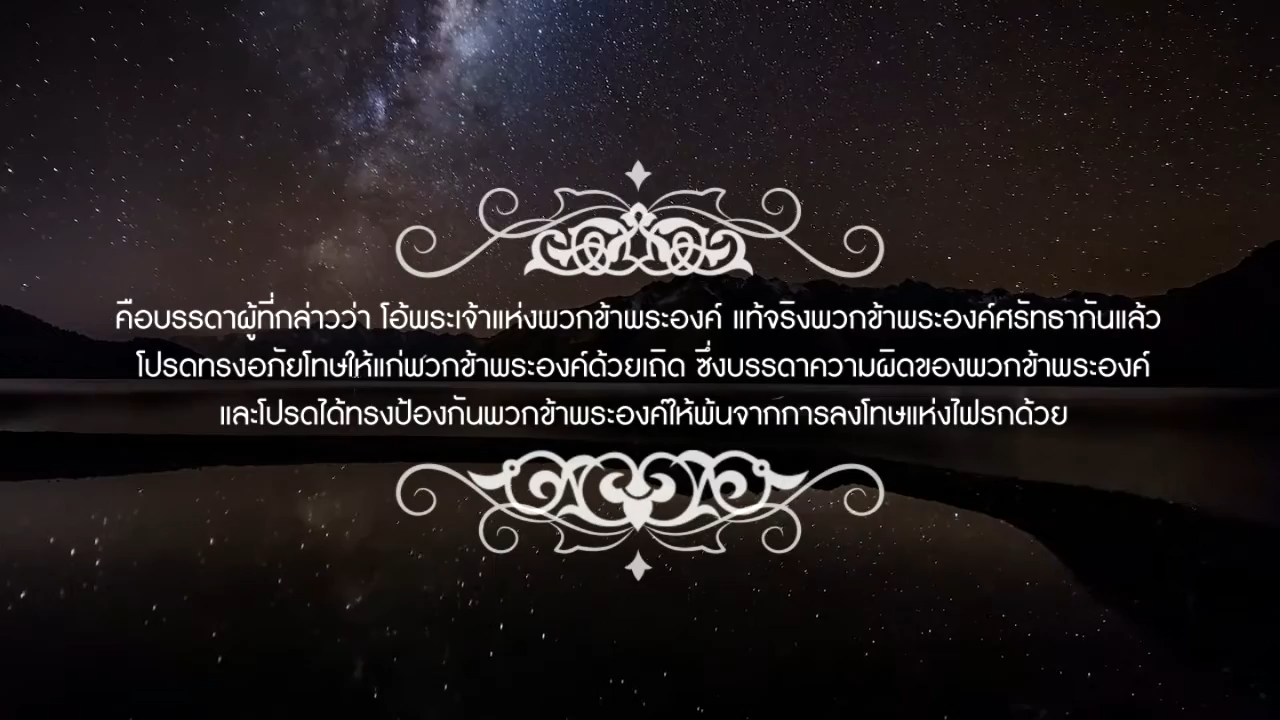 คือบรรดาผู้ที่กล่าวว่า โอ้พระเจ้าแห่งพวกข้าพระองค์ แท้จริงพวกข้าพระองค์ศรัทธากันแล้ว
โปรดทรงอภัยโทษให้แก่พวกข้าพระองค์ด้วยเถิด ซึ่งบรรดาความผิดของพวกข้าพระองค์
และโปรดได้ทรงป้องกันพวกข้าพระองค์ให้พ้นจากการลงโทษแห่งไฟรกด้วย